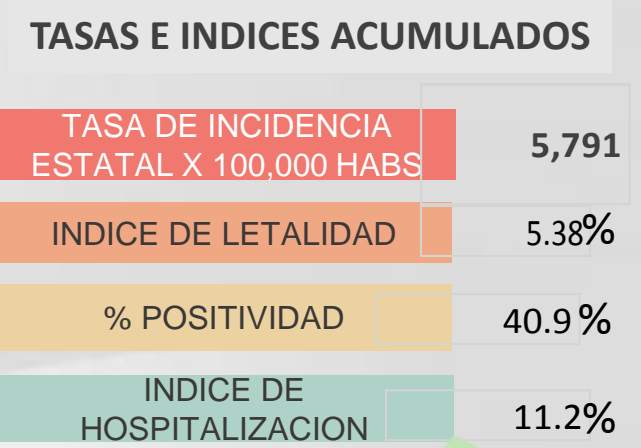 TASAS E INDICES ACUMULADOS
TASA DE INCIDENCIA
ESTATAL X 100,000 HABS
5,791
INDICE DE LETALIDAD
5.38%
% POSITIVIDAD
40.9 %
INDICE DE
HOSPITALIZACION
11.2%